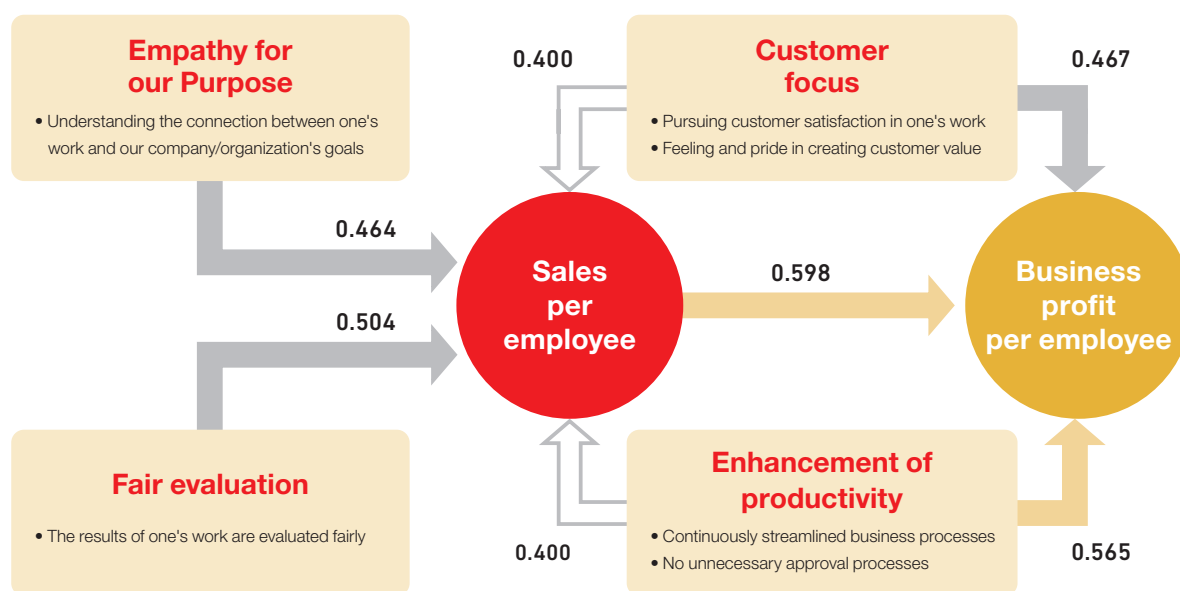 Empathy for
our Purpose
• Understanding the connection between one's
work and our company/organization's goals
0.400
Customer
focus
• Pursuing customer satisfaction in one's work
• Feeling and pride in creating customer value
0.467
0.464
0.504
Sales
per
employee
0.598
Business
profit
per employee
Fair evaluation
• The results of one's work are evaluated fairly
0.400
Enhancement of
productivity
• Continuously streamlined business processes
• No unnecessary approval processes
0.565